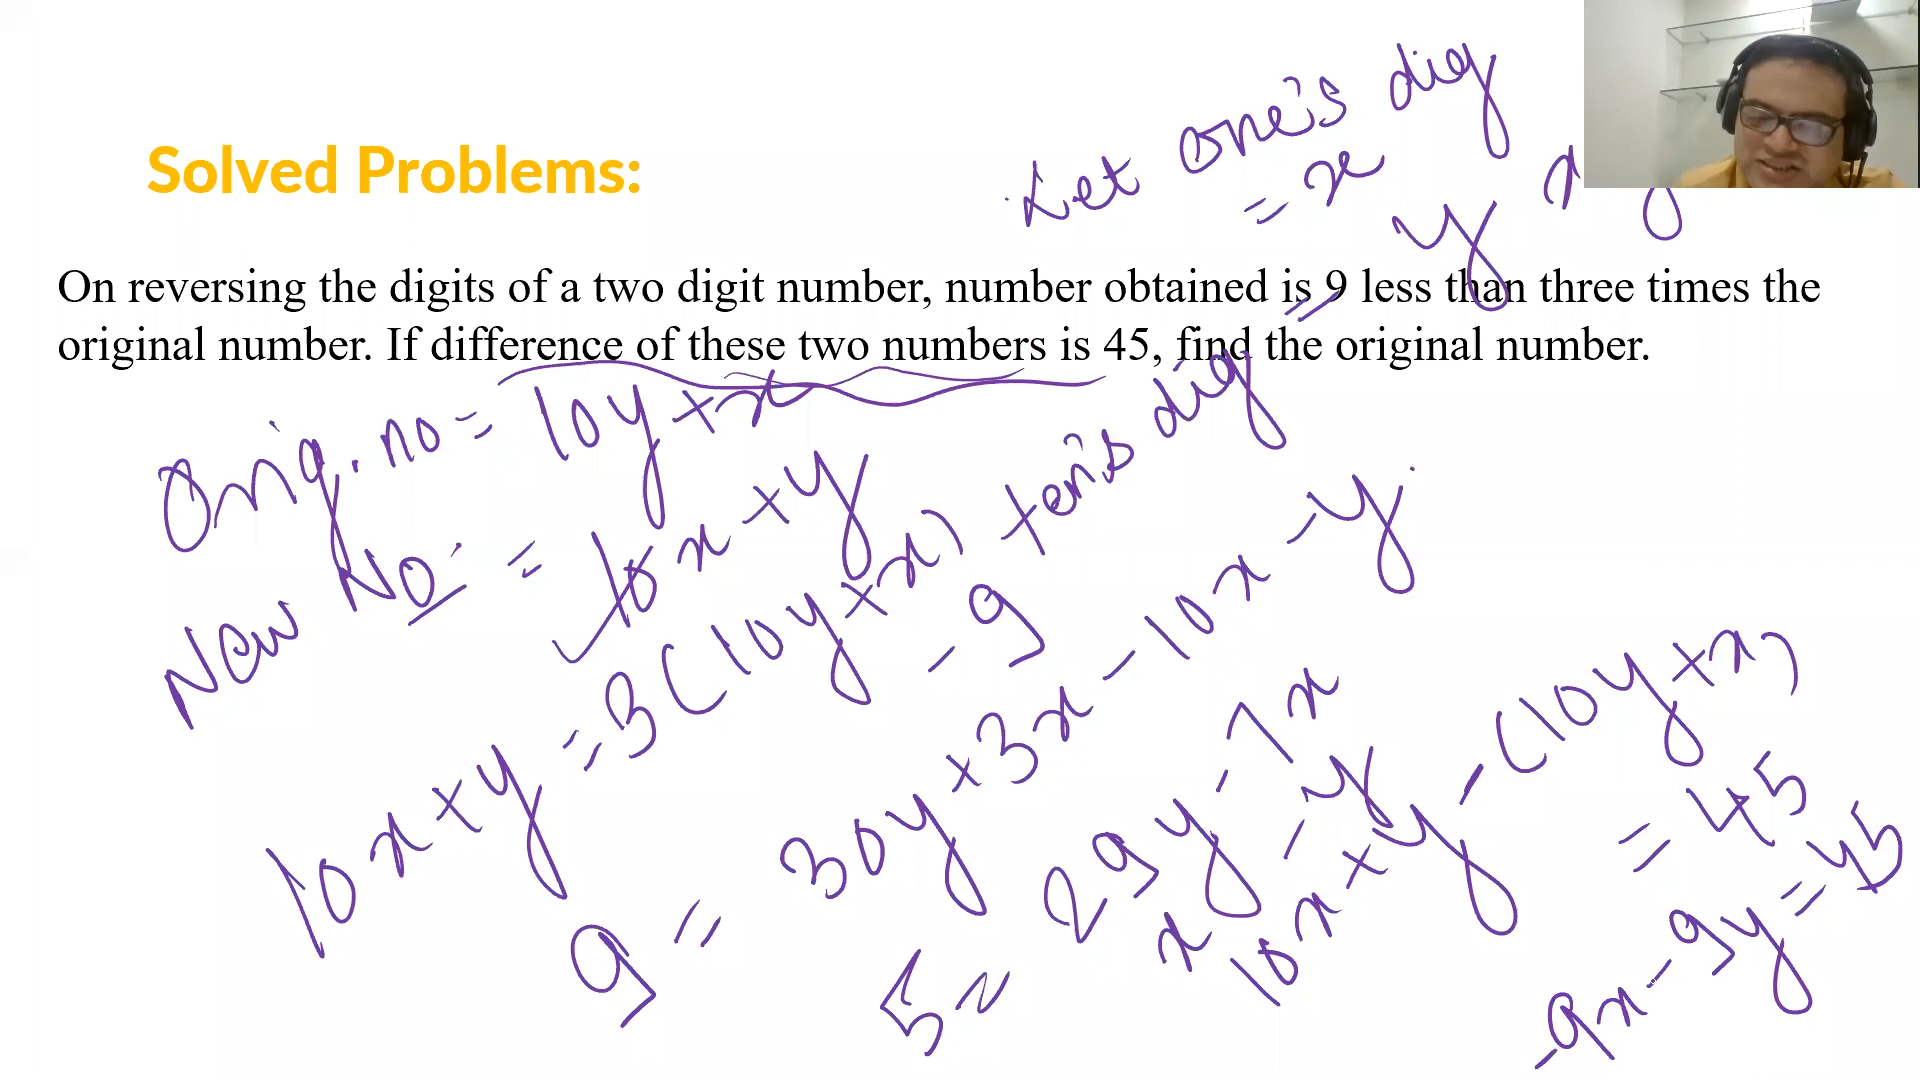 Let one's dig
= x
Solved Problems:
y x y
On reversing the digits of a two digit number, number obtained is 9 less than three times the
original number. If difference of these two numbers is 45, find the original number.
Orig. no = 10y + x
ten's dig
New No. = 10x + y
10x + y = 3(10y + x) - 9
9 = 30y + 3x - 10x - y
29y - 7x
10x + y - (10y + x)
= 45
5 = x - y
-9x - 9y = 45